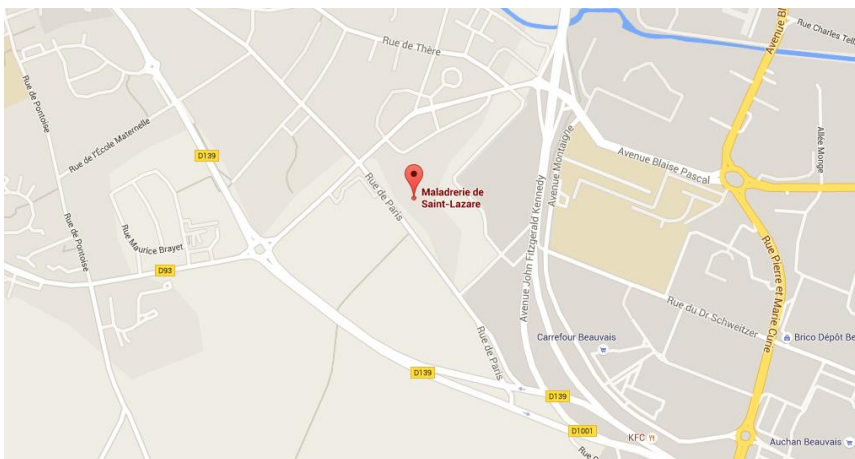 Rue Charles Tell
Avenue B
Rue de Thère
Rue de Pontoise
Rue de l'École Maternelle
D139
Avenue Montaigne
Avenue Blaise Pascal
Allée Monge
Maladrerie de
Saint-Lazare
Rue de Paris
Avenue John Fitzgerald Kennedy
Rue Maurice Brayet
Rue de Pontoise
D93
Rue Pierre et Marie Curie
Rue du Dr Schweitzer
Carrefour Beauvais
Brico Dépôt Be
Rue de Paris
D139
D139
D1001
KFC
Auchan Beauvais
Rue